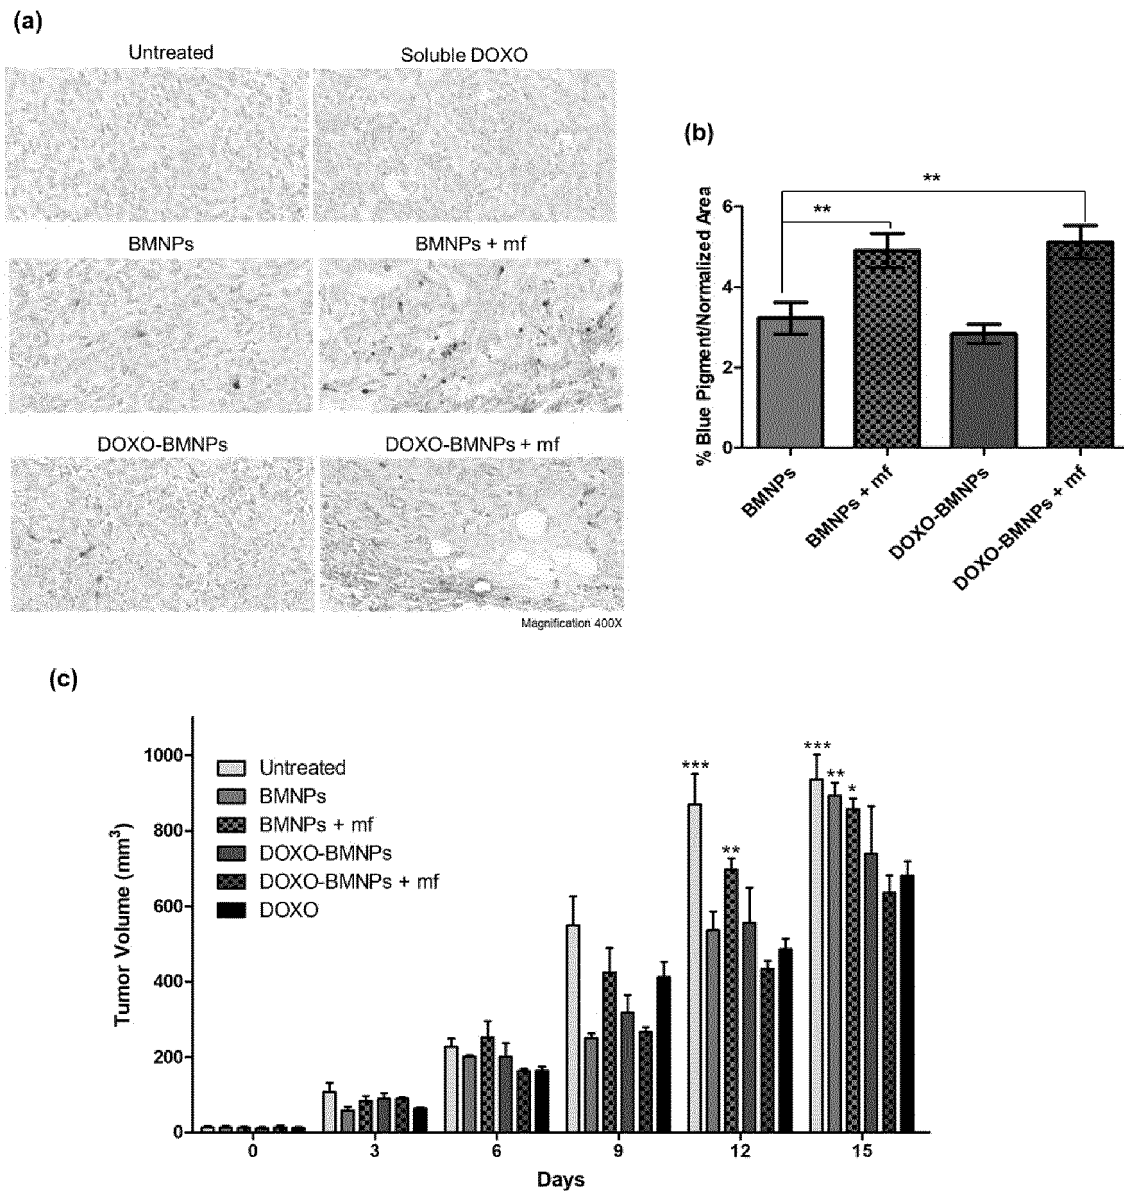 (a)
Untreated
Soluble DOXO
BMNPs
BMNPs + mf
DOXO-BMNPs
DOXO-BMNPs + mf
Magnification 400X
(b)
% Blue Pigment/Normalized Area
6
4
2
0
**
**
BMNPs
BMNPs + mf
DOXO-BMNPs
DOXO-BMNPs + mf
(c)
Tumor Volume (mm³)
1000
800
600
400
200
0
Untreated
BMNPs
BMNPs + mf
DOXO-BMNPs
DOXO-BMNPs + mf
DOXO
***
**
***
**
*
0 3 6 9 12 15
Days